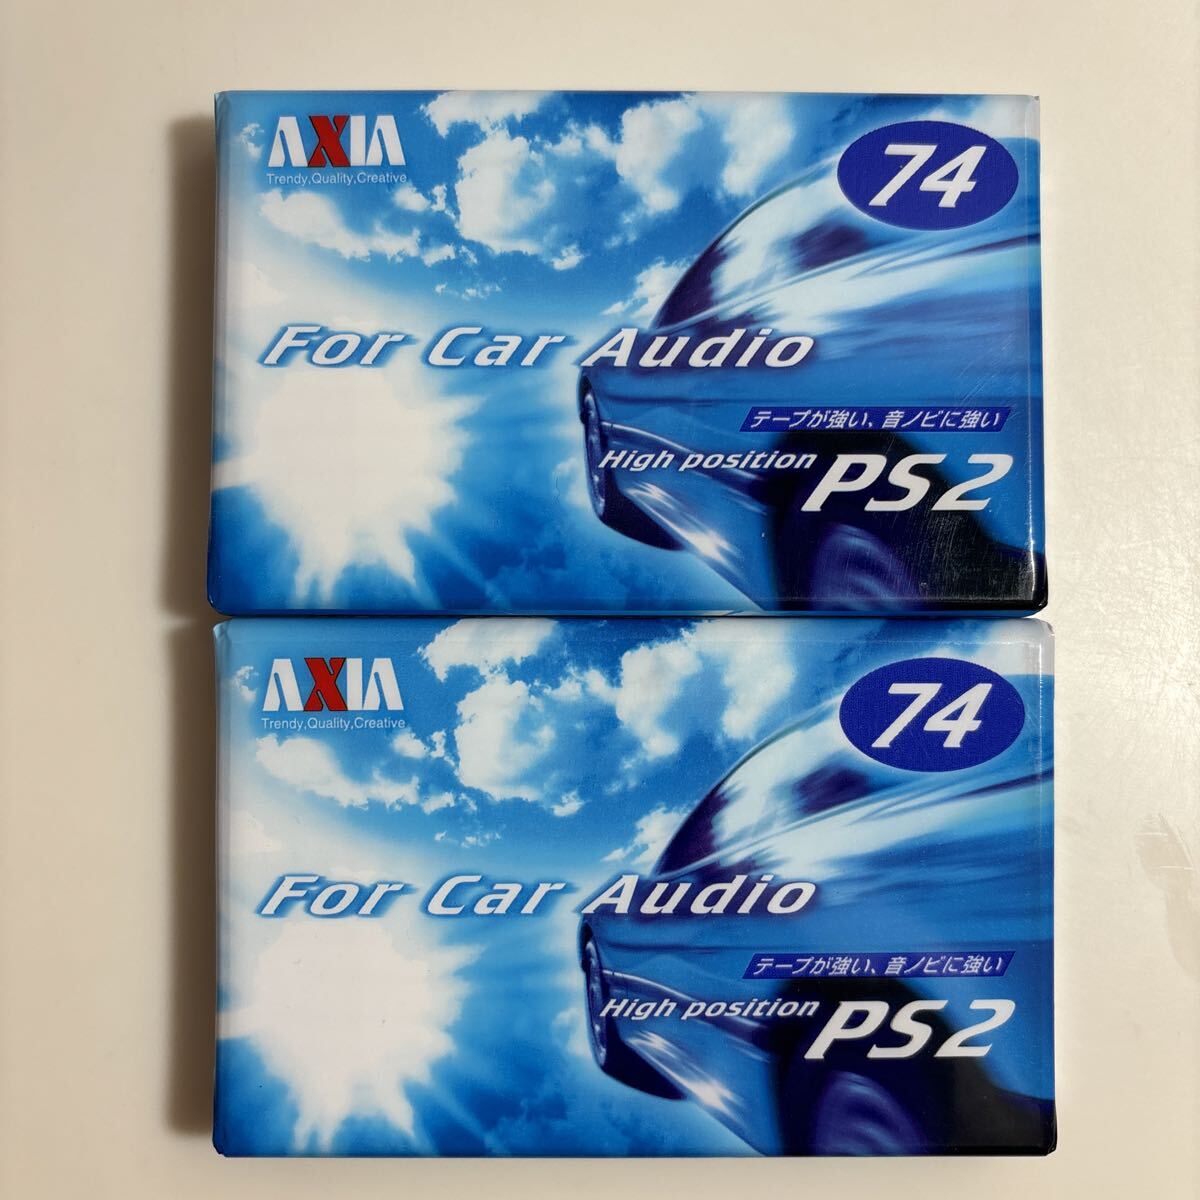 AXIA
Trendy,Quality,Creative
74
For Car Audio
テープが強い、音ノビに強い
High position PS2
AXIA
Trendy,Quality,Creative
74
For Car Audio
テープが強い、音ノビに強い
High position PS2